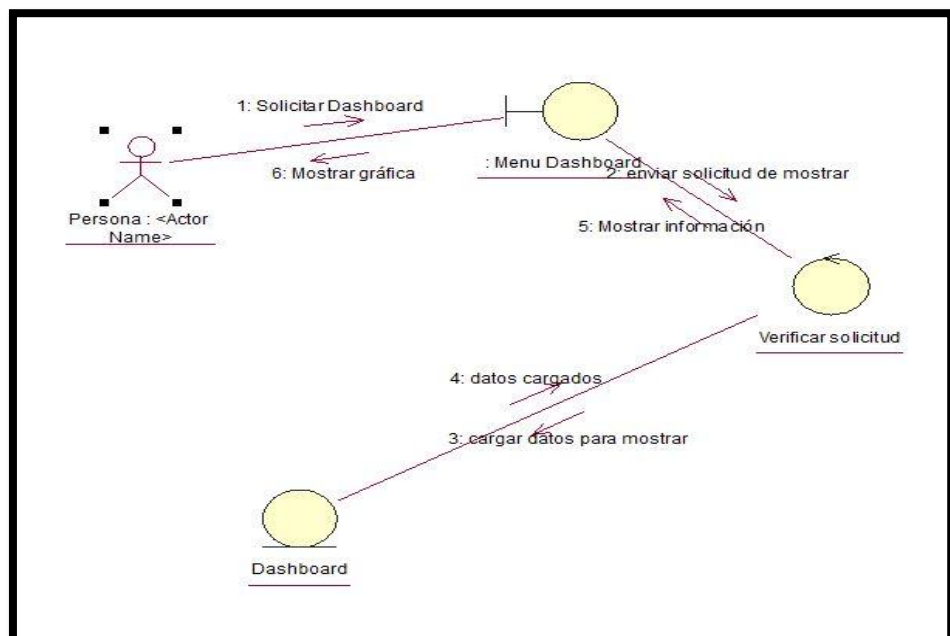 1: Solicitar Dashboard
6: Mostrar gráfica
Persona : <Actor
Name>
: Menu Dashboard
2: enviar solicitud de mostrar
5: Mostrar información
Verificar solicitud
4: datos cargados
3: cargar datos para mostrar
Dashboard